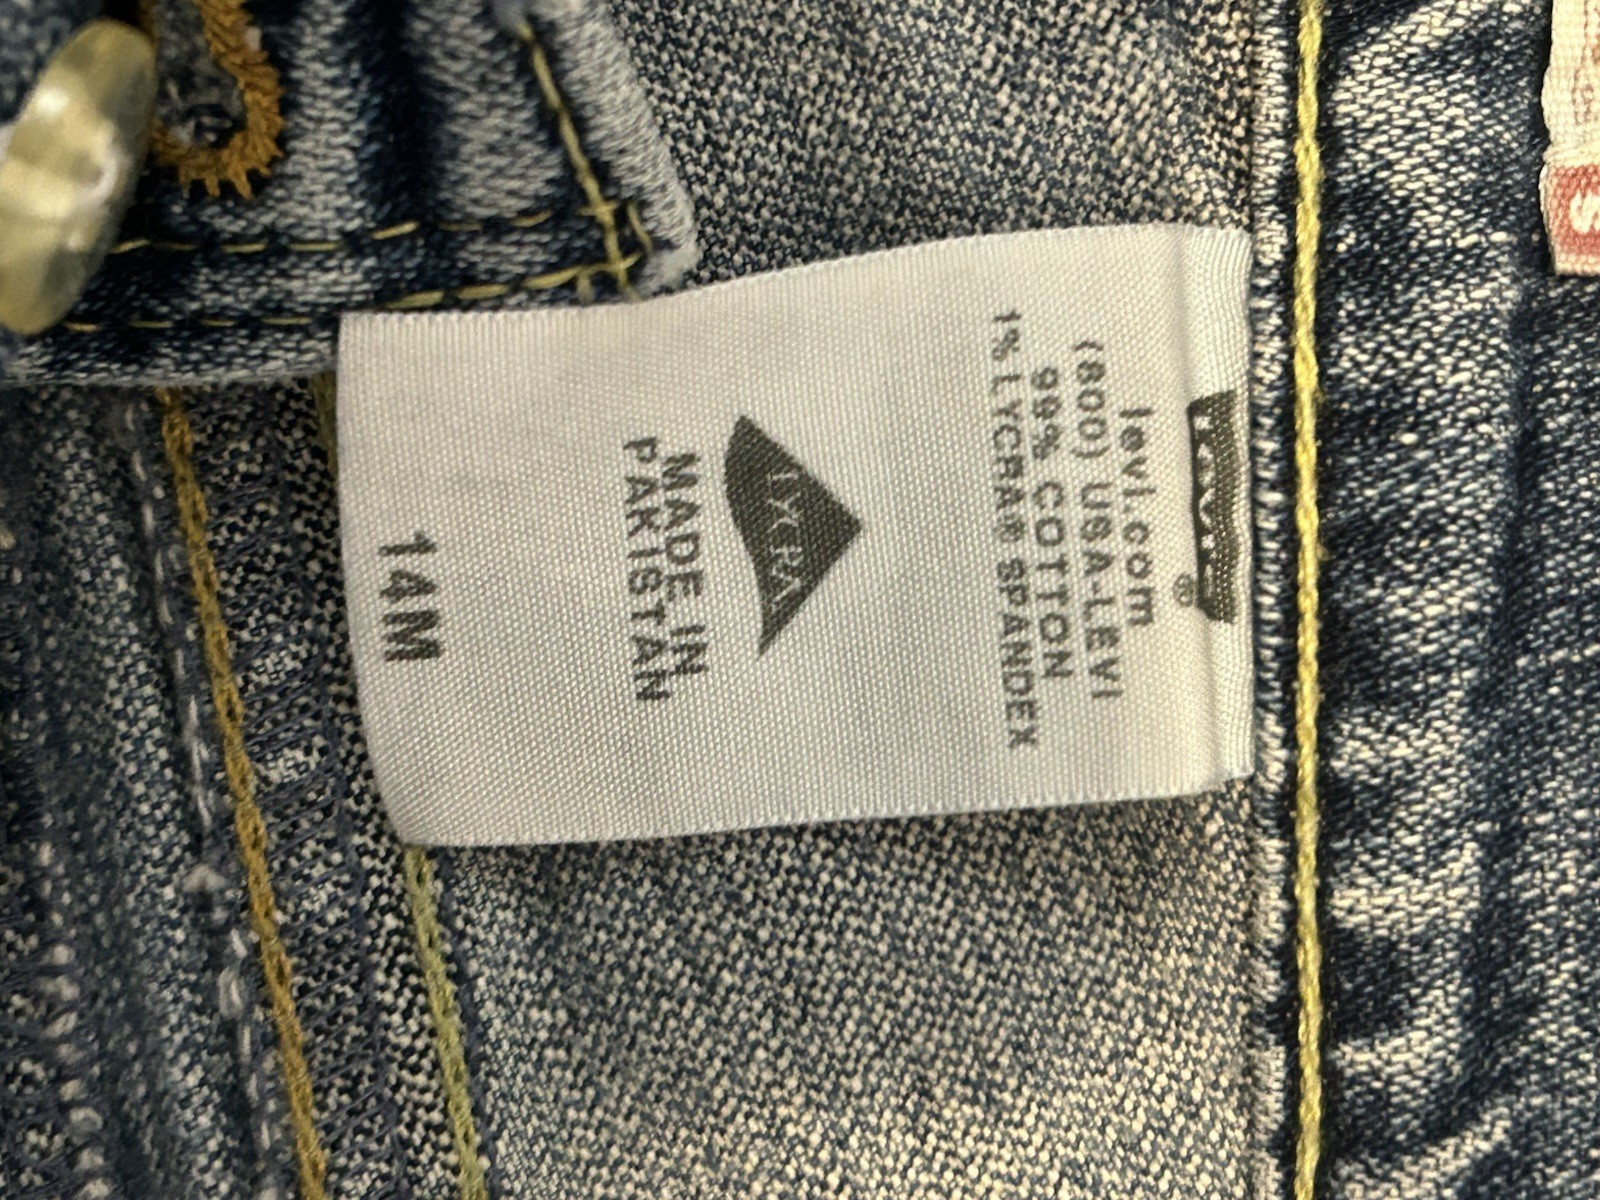 Levi's
®
levi.com
(800) USA-LEVI
99% COTTON
1% LYCRA® SPANDEX
LYCRA
MADE IN
PAKISTAN
14M